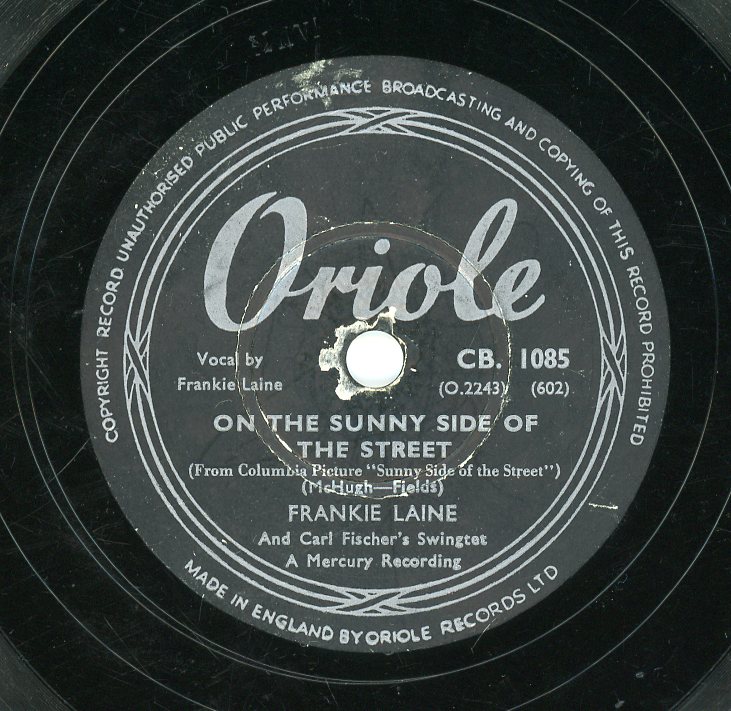 COPYRIGHT RECORD UNAUTHORISED PUBLIC PERFORMANCE BROADCASTING AND COPYING OF THIS RECORD PROHIBITED
Oriole
Vocal by
Frankie Laine
CB. 1085
(O.2243) (602)
ON THE SUNNY SIDE OF
THE STREET
(From Columbia Picture "Sunny Side of the Street")
(McHugh—Fields)
FRANKIE LAINE
And Carl Fischer's Swingtet
A Mercury Recording
MADE IN ENGLAND BY ORIOLE RECORDS LTD